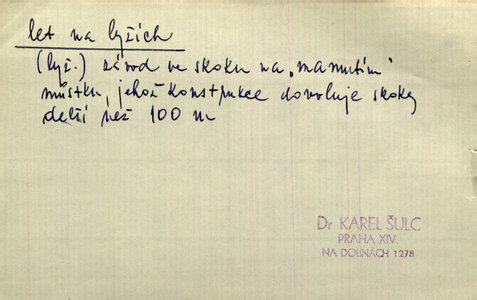 let na lyžích
(lyž.) závod ve skoku na „mamutím"
můstku, jehož konstrukce dovoluje skoky
delší než 100 m
Dr KAREL ŠULC
PRAHA XIV.
NA DOLINÁCH 1278